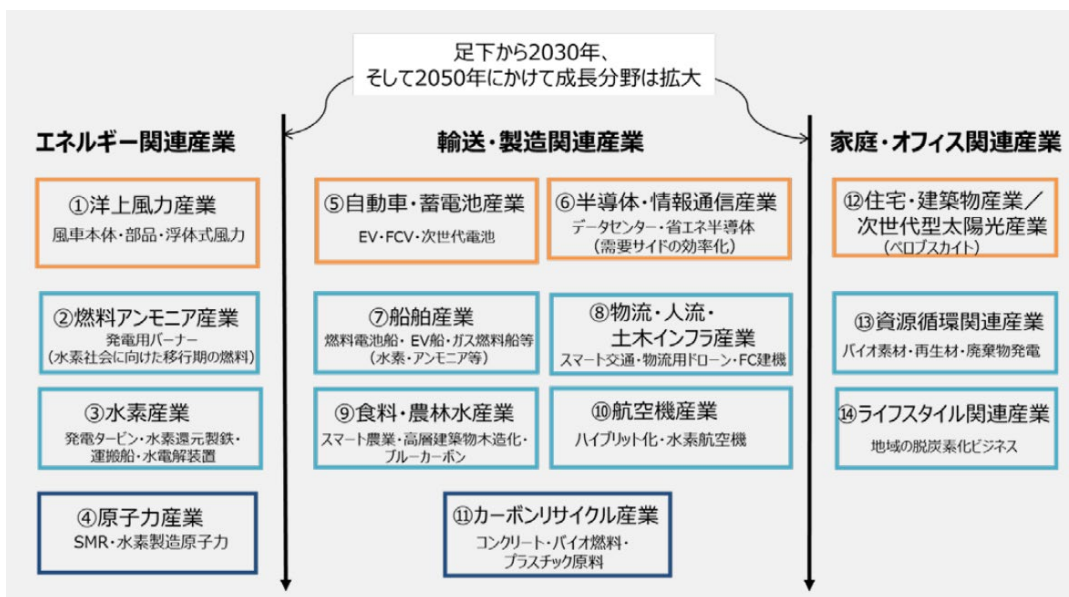 足下から2030年、
そして2050年にかけて成長分野は拡大
エネルギー関連産業
①洋上風力産業
風車本体・部品・浮体式風力
②燃料アンモニア産業
発電用バーナー
(水素社会に向けた移行期の燃料)
③水素産業
発電タービン・水素還元製鉄・
運搬船・水電解装置
④原子力産業
SMR・水素製造原子力
輸送・製造関連産業
⑤自動車・蓄電池産業
EV・FCV・次世代電池
⑥半導体・情報通信産業
データセンター・省エネ半導体
(需要サイドの効率化)
⑦船舶産業
燃料電池船・EV船・ガス燃料船等
(水素・アンモニア等)
⑧物流・人流・
土木インフラ産業
スマート交通・物流用ドローン・FC建機
⑨食料・農林水産業
スマート農業・高層建築物木造化・
ブルーカーボン
⑩航空機産業
ハイブリット化・水素航空機
⑪カーボンリサイクル産業
コンクリート・バイオ燃料・
プラスチック原料
家庭・オフィス関連産業
⑫住宅・建築物産業／
次世代型太陽光産業
(ペロブスカイト)
⑬資源循環関連産業
バイオ素材・再生材・廃棄物発電
⑭ライフスタイル関連産業
地域の脱炭素化ビジネス